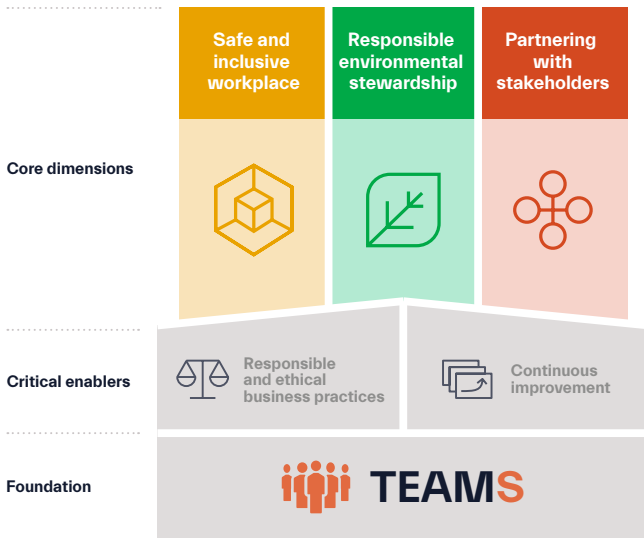 Safe and
inclusive
workplace
Responsible
environmental
stewardship
Partnering
with
stakeholders
Core dimensions
Critical enablers
Responsible
and ethical
business practices
Continuous
improvement
Foundation
TEAMS